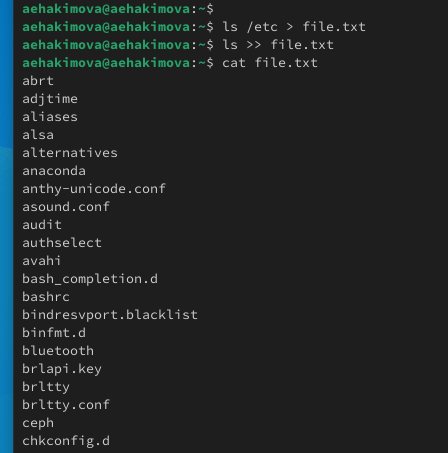 aehakimova@aehakimova:~$
aehakimova@aehakimova:~$ ls /etc > file.txt
aehakimova@aehakimova:~$ ls >> file.txt
aehakimova@aehakimova:~$ cat file.txt
abrt
adjtime
aliases
alsa
alternatives
anaconda
anthy-unicode.conf
asound.conf
audit
authselect
avahi
bash_completion.d
bashrc
bindresvport.blacklist
binfmt.d
bluetooth
brlapi.key
brltty
brltty.conf
ceph
chkconfig.d